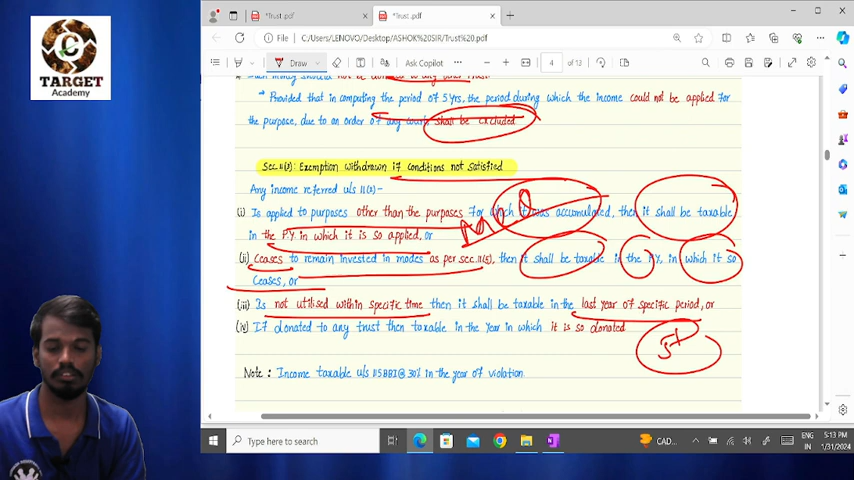 *Trust .pdf
*Trust .pdf
File
C:/Users/LENOVO/Desktop/ASHOK%20SIR/Trust%20.pdf
Draw
Ask Copilot
4 of 13
→ Provided that in computing the period of 5 Yrs, the period during which the income could not be applied for
the purpose, due to an order of any court shall be excluded
Sec 11(3): Exemption withdrawn if conditions not satisfied
Any income referred u/s 11(2)-
(i) Is applied to purposes other than the purposes for which it was accumulated, then it shall be taxable
in the P.Y. in which it is so applied, or
(ii) Ceases to remain invested in modes as per sec.11(5), then it shall be taxable in the P.Y. in which it so
Ceases, or
(iii) Is not utilised within specific time then it shall be taxable in the last year of specific period, or
(iv) If donated to any trust then taxable in the year in which it is so donated
Note : Income taxable u/s 115BBI @ 30% in the year of violation
TARGET
Academy
Type here to search
CAD...
ENG
IN
5:13 PM
1/31/2024